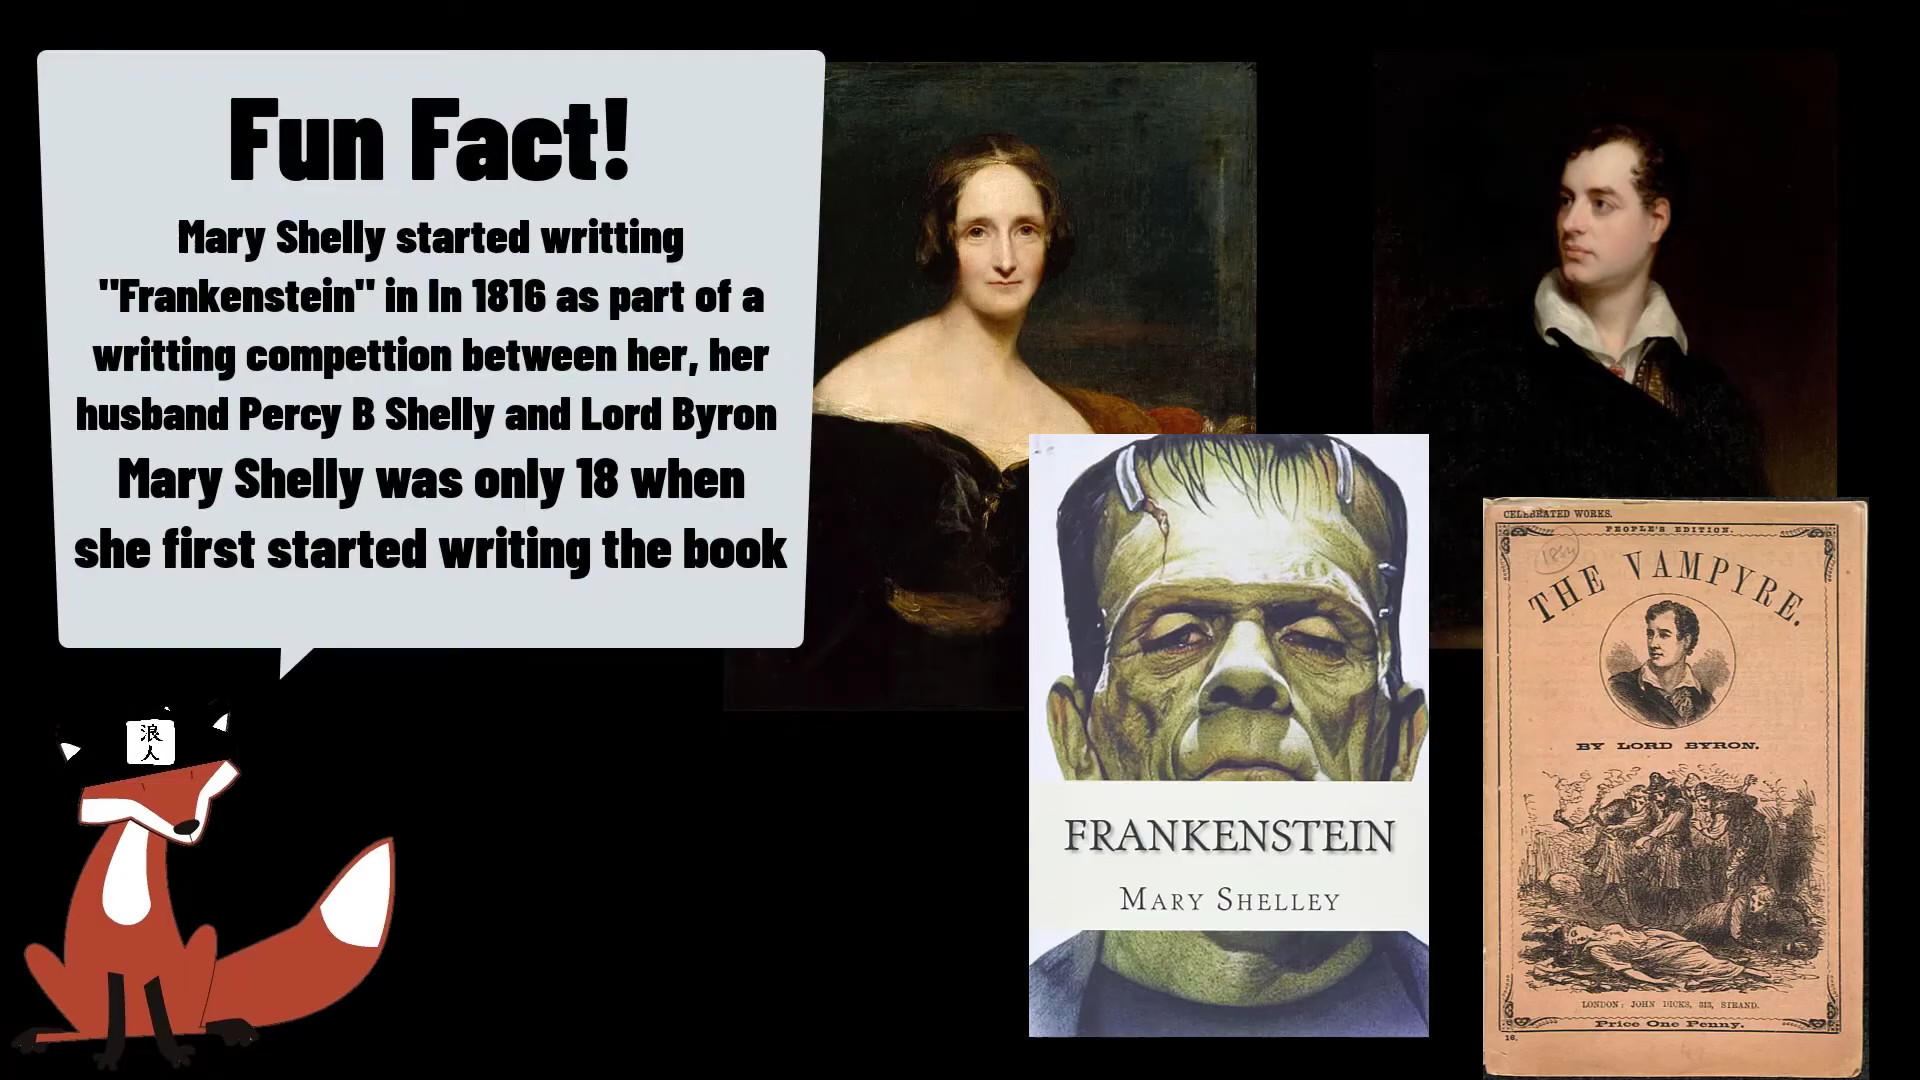 Fun Fact!
Mary Shelly started writting
"Frankenstein" in In 1816 as part of a
writting compettion between her, her
husband Percy B Shelly and Lord Byron
Mary Shelly was only 18 when
she first started writing the book
浪
人
FRANKENSTEIN
MARY SHELLEY
CELEBRATED WORKS.
PEOPLE'S EDITION.
THE VAMPYRE.
BY LORD BYRON.
LONDON: JOHN DICKS, 313, STRAND.
Price One Penny.